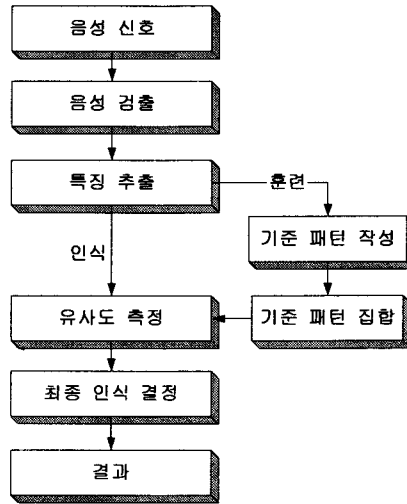 음성 신호
음성 검출
특징 추출
훈련
인식
기준 패턴 작성
유사도 측정
기준 패턴 집합
최종 인식 결정
결과